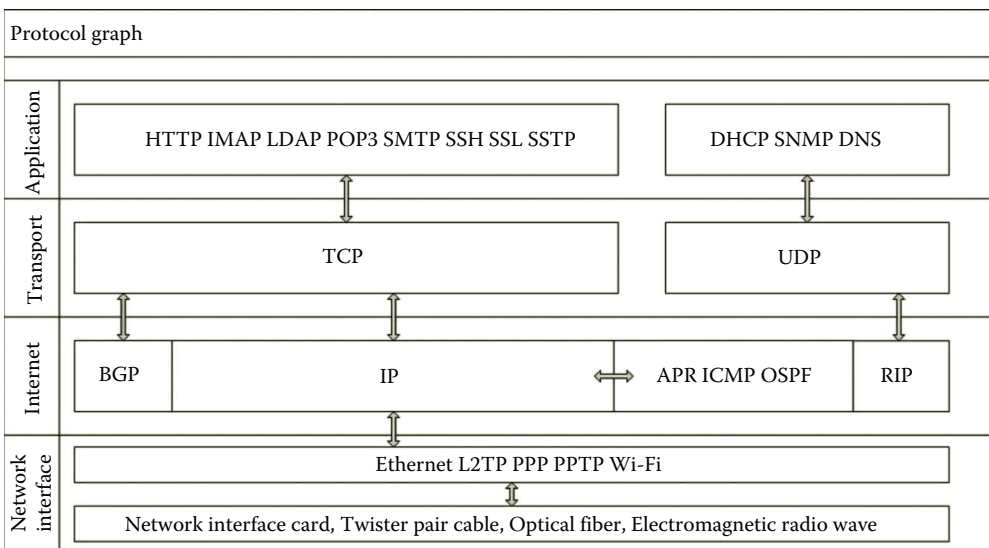 Protocol graph
Application
HTTP IMAP LDAP POP3 SMTP SSH SSL SSTP
DHCP SNMP DNS
Transport
TCP
UDP
Internet
BGP
IP
APR ICMP OSPF
RIP
Network
interface
Ethernet L2TP PPP PPTP Wi-Fi
Network interface card, Twister pair cable, Optical fiber, Electromagnetic radio wave